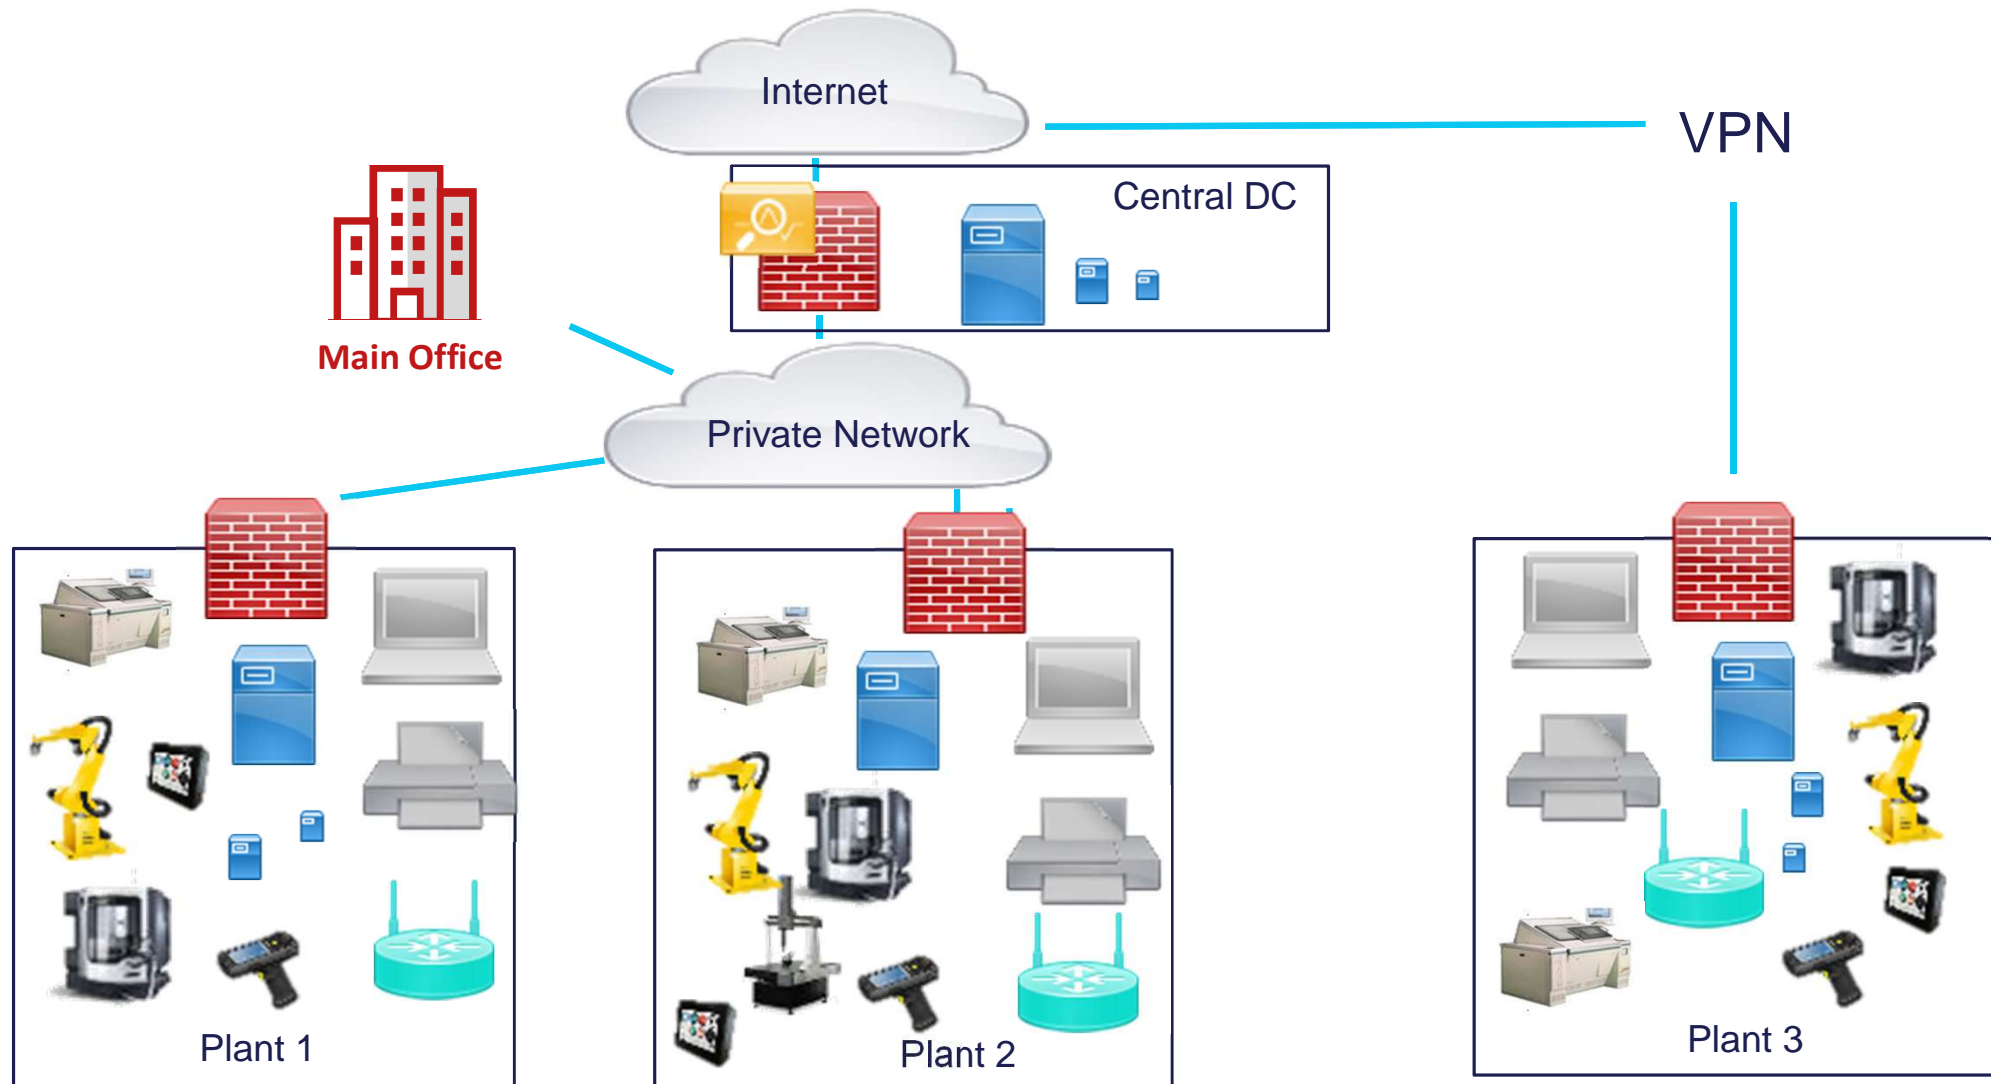 Internet
VPN
Central DC
Main Office
Private Network
Plant 1
Plant 2
Plant 3